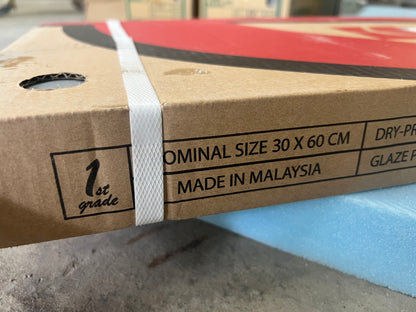 1st
grade
OMINAL SIZE 30 X 60 CM
MADE IN MALAYSIA
DRY-PR
GLAZE P